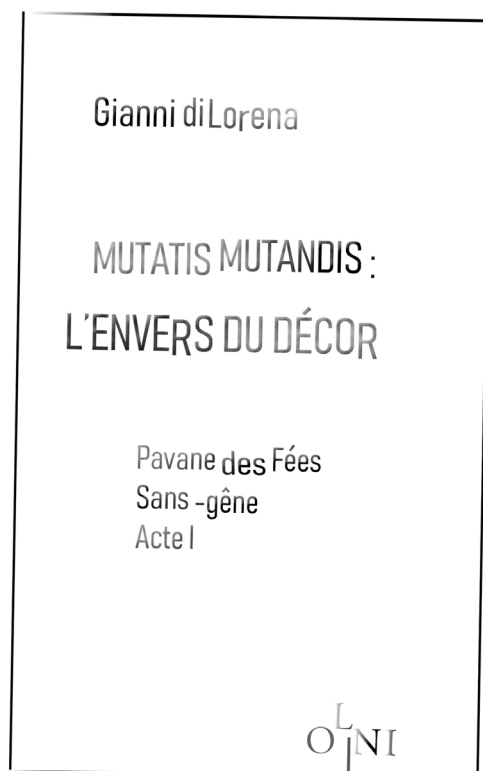 Gianni di Lorena
MUTATIS MUTANDIS :
L'ENVERS DU DÉCOR
Pavane des Fées
Sans-gêne
Acte I
OLNI